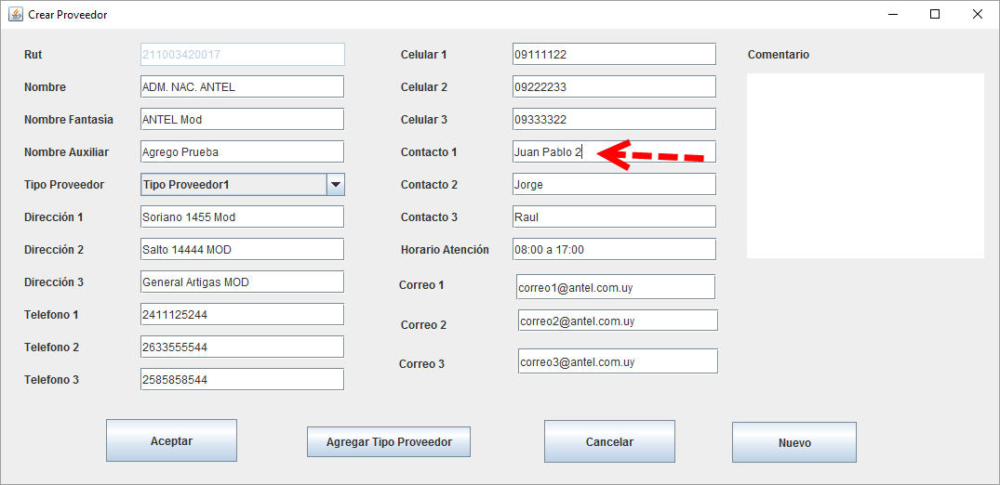 Crear Proveedor
Rut 211003420017
Nombre ADM. NAC. ANTEL
Nombre Fantasía ANTEL Mod
Nombre Auxiliar Agrego Prueba
Tipo Proveedor Tipo Proveedor1
Dirección 1 Soriano 1455 Mod
Dirección 2 Salto 14444 MOD
Dirección 3 General Artigas MOD
Telefono 1 2411125244
Telefono 2 2633555544
Telefono 3 2585858544
Celular 1 09111122
Celular 2 09222233
Celular 3 09333322
Contacto 1 Juan Pablo 2
Contacto 2 Jorge
Contacto 3 Raul
Horario Atención 08:00 a 17:00
Correo 1 correo1@antel.com.uy
Correo 2 correo2@antel.com.uy
Correo 3 correo3@antel.com.uy
Comentario
Aceptar
Agregar Tipo Proveedor
Cancelar
Nuevo